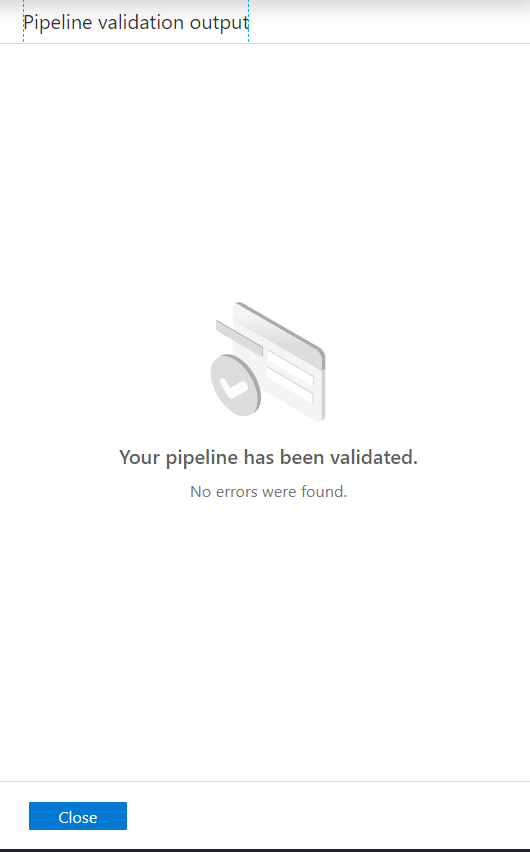 Pipeline validation output
Your pipeline has been validated.
No errors were found.
Close